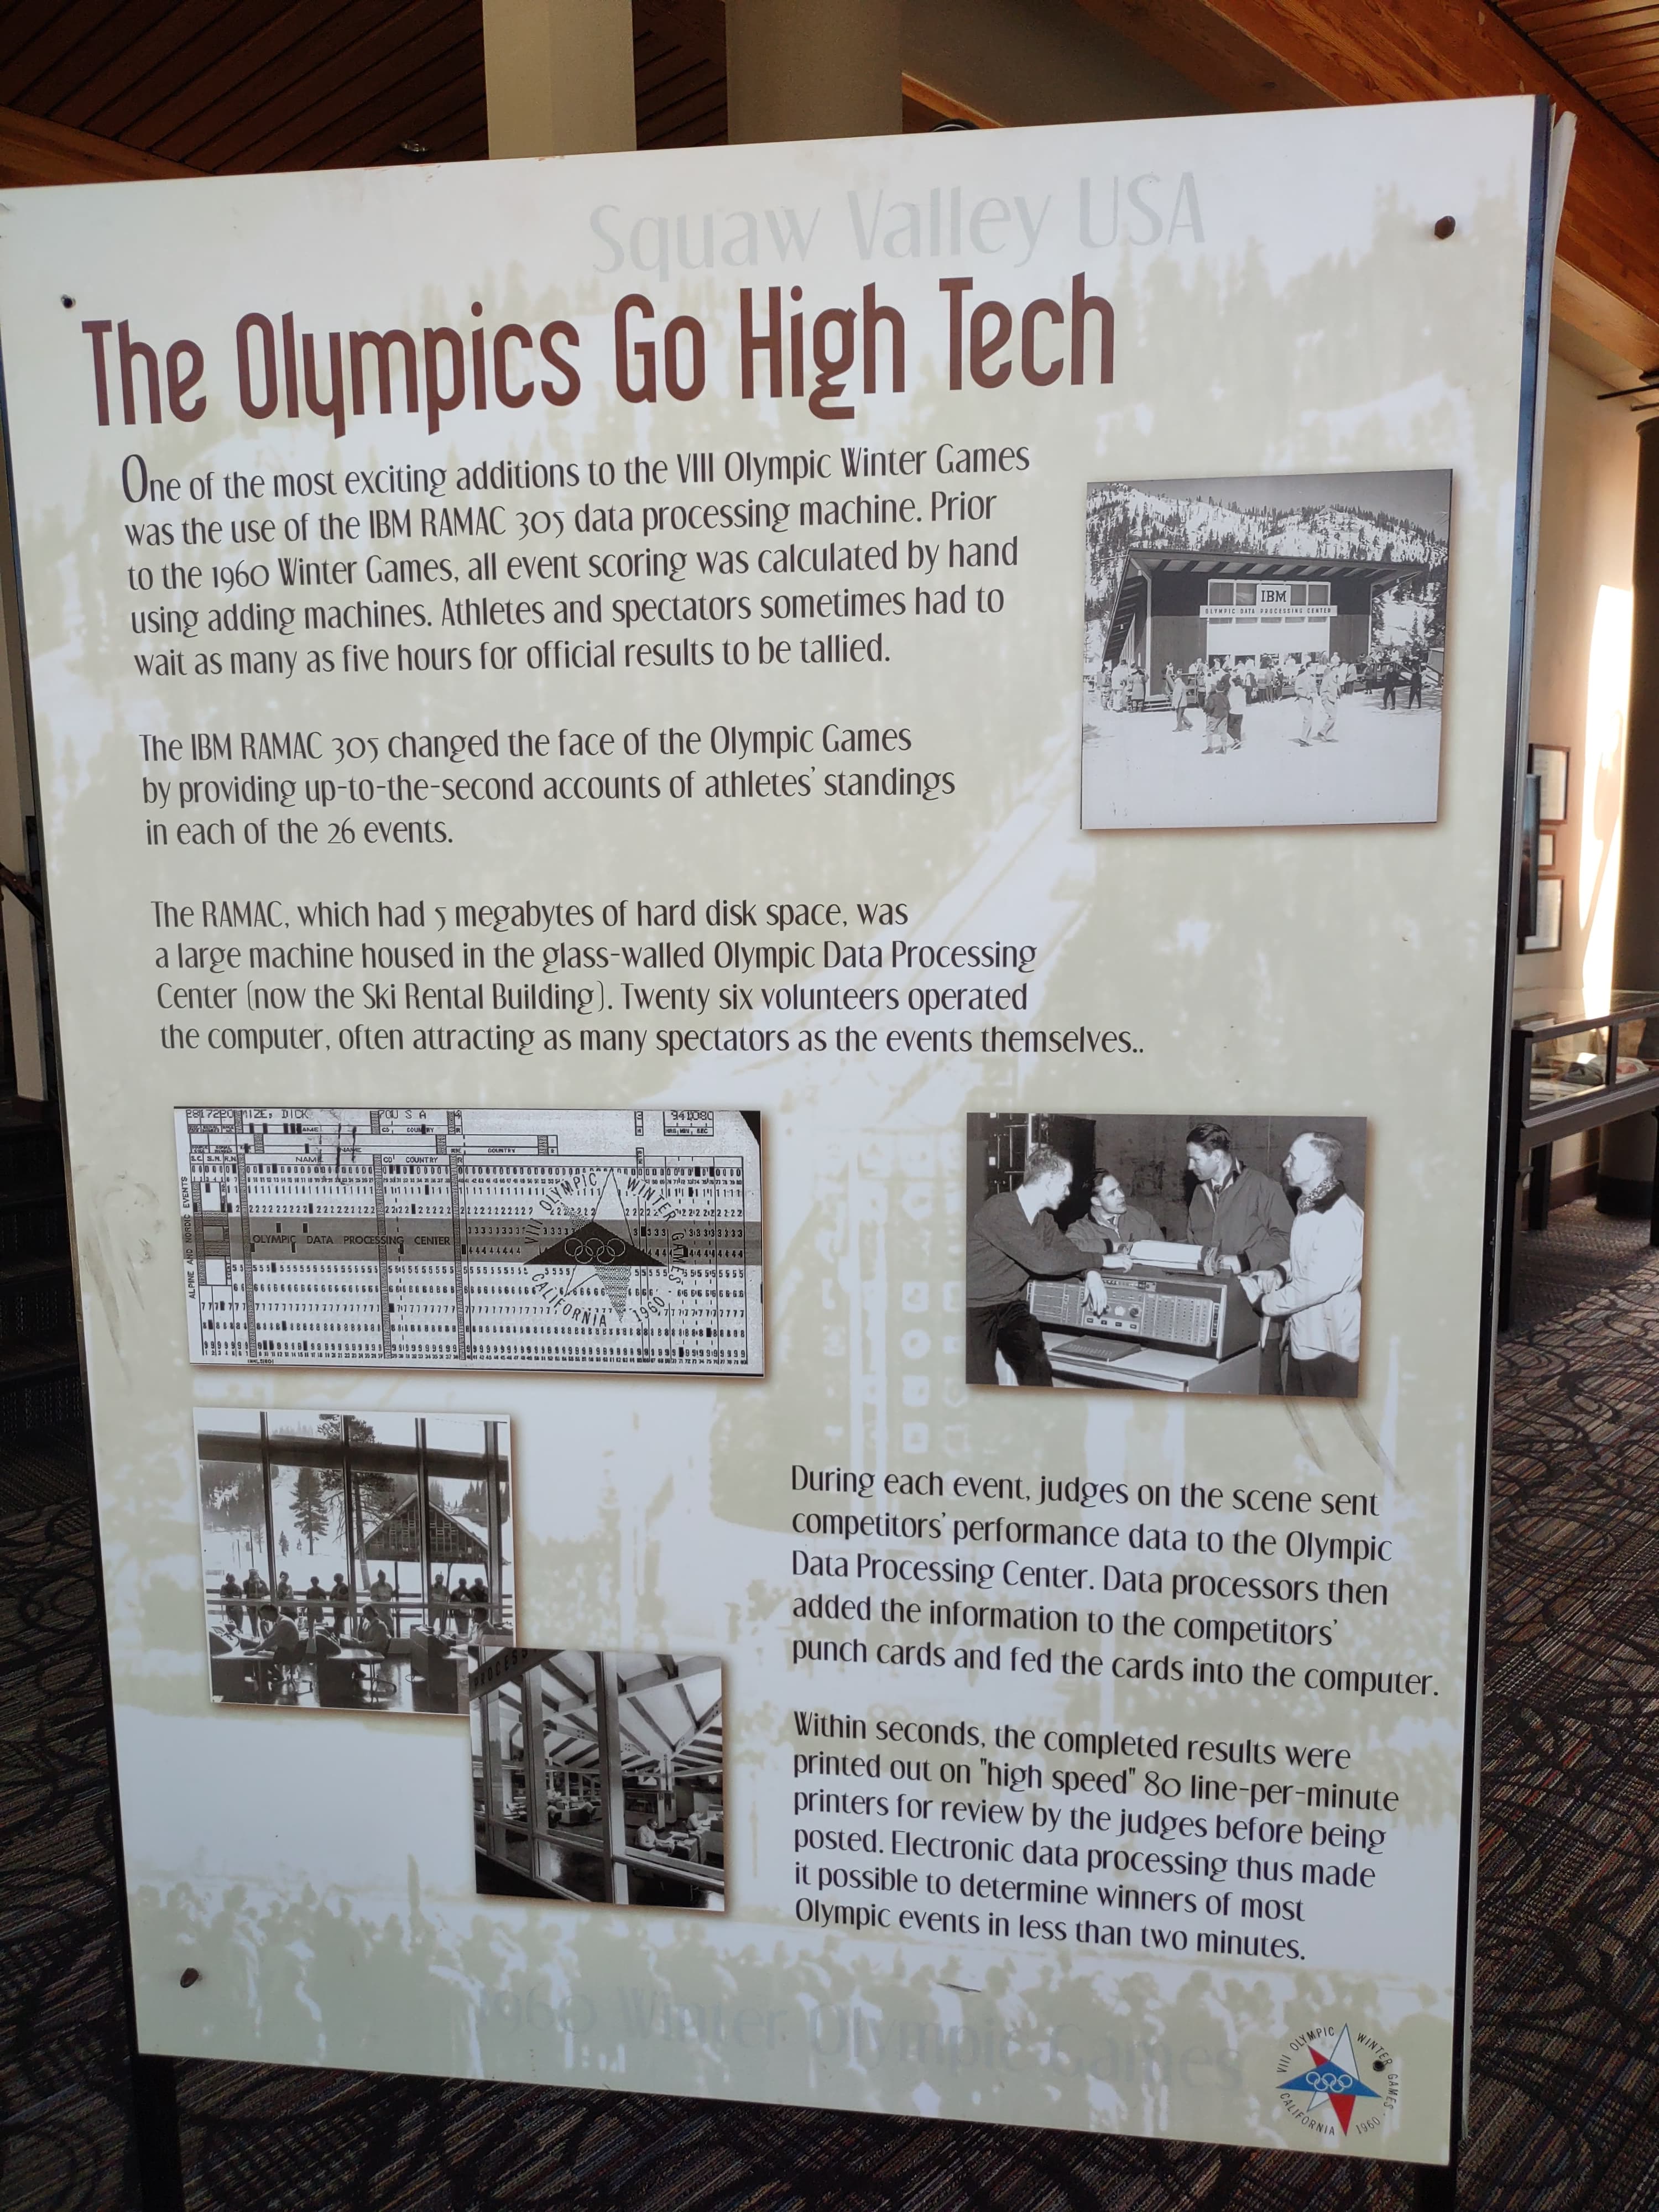 Squaw Valley USA
The Olympics Go High Tech
One of the most exciting additions to the VIII Olympic Winter Games
was the use of the IBM RAMAC 305 data processing machine. Prior
to the 1960 Winter Games, all event scoring was calculated by hand
using adding machines. Athletes and spectators sometimes had to
wait as many as five hours for official results to be tallied.
IBM
OLYMPIC DATA PROCESSING CENTER
The IBM RAMAC 305 changed the face of the Olympic Games
by providing up-to-the-second accounts of athletes' standings
in each of the 26 events.
The RAMAC, which had 5 megabytes of hard disk space, was
a large machine housed in the glass-walled Olympic Data Processing
Center (now the Ski Rental Building). Twenty six volunteers operated
the computer, often attracting as many spectators as the events themselves..
MIZE, DICK
U S A
NAME
COUNTRY
HRS. MIN. SEC
NAME
COUNTRY
ALPINE AND NORDIC EVENTS
OLYMPIC DATA PROCESSING CENTER
VIII OLYMPIC WINTER GAMES
CALIFORNIA 1960
During each event, judges on the scene sent
competitors' performance data to the Olympic
Data Processing Center. Data processors then
added the information to the competitors'
punch cards and fed the cards into the computer.
PROCESS
Within seconds, the completed results were
printed out on "high speed" 80 line-per-minute
printers for review by the judges before being
posted. Electronic data processing thus made
it possible to determine winners of most
Olympic events in less than two minutes.
1960 Winter Olympic Games
VIII OLYMPIC WINTER GAMES
CALIFORNIA 1960